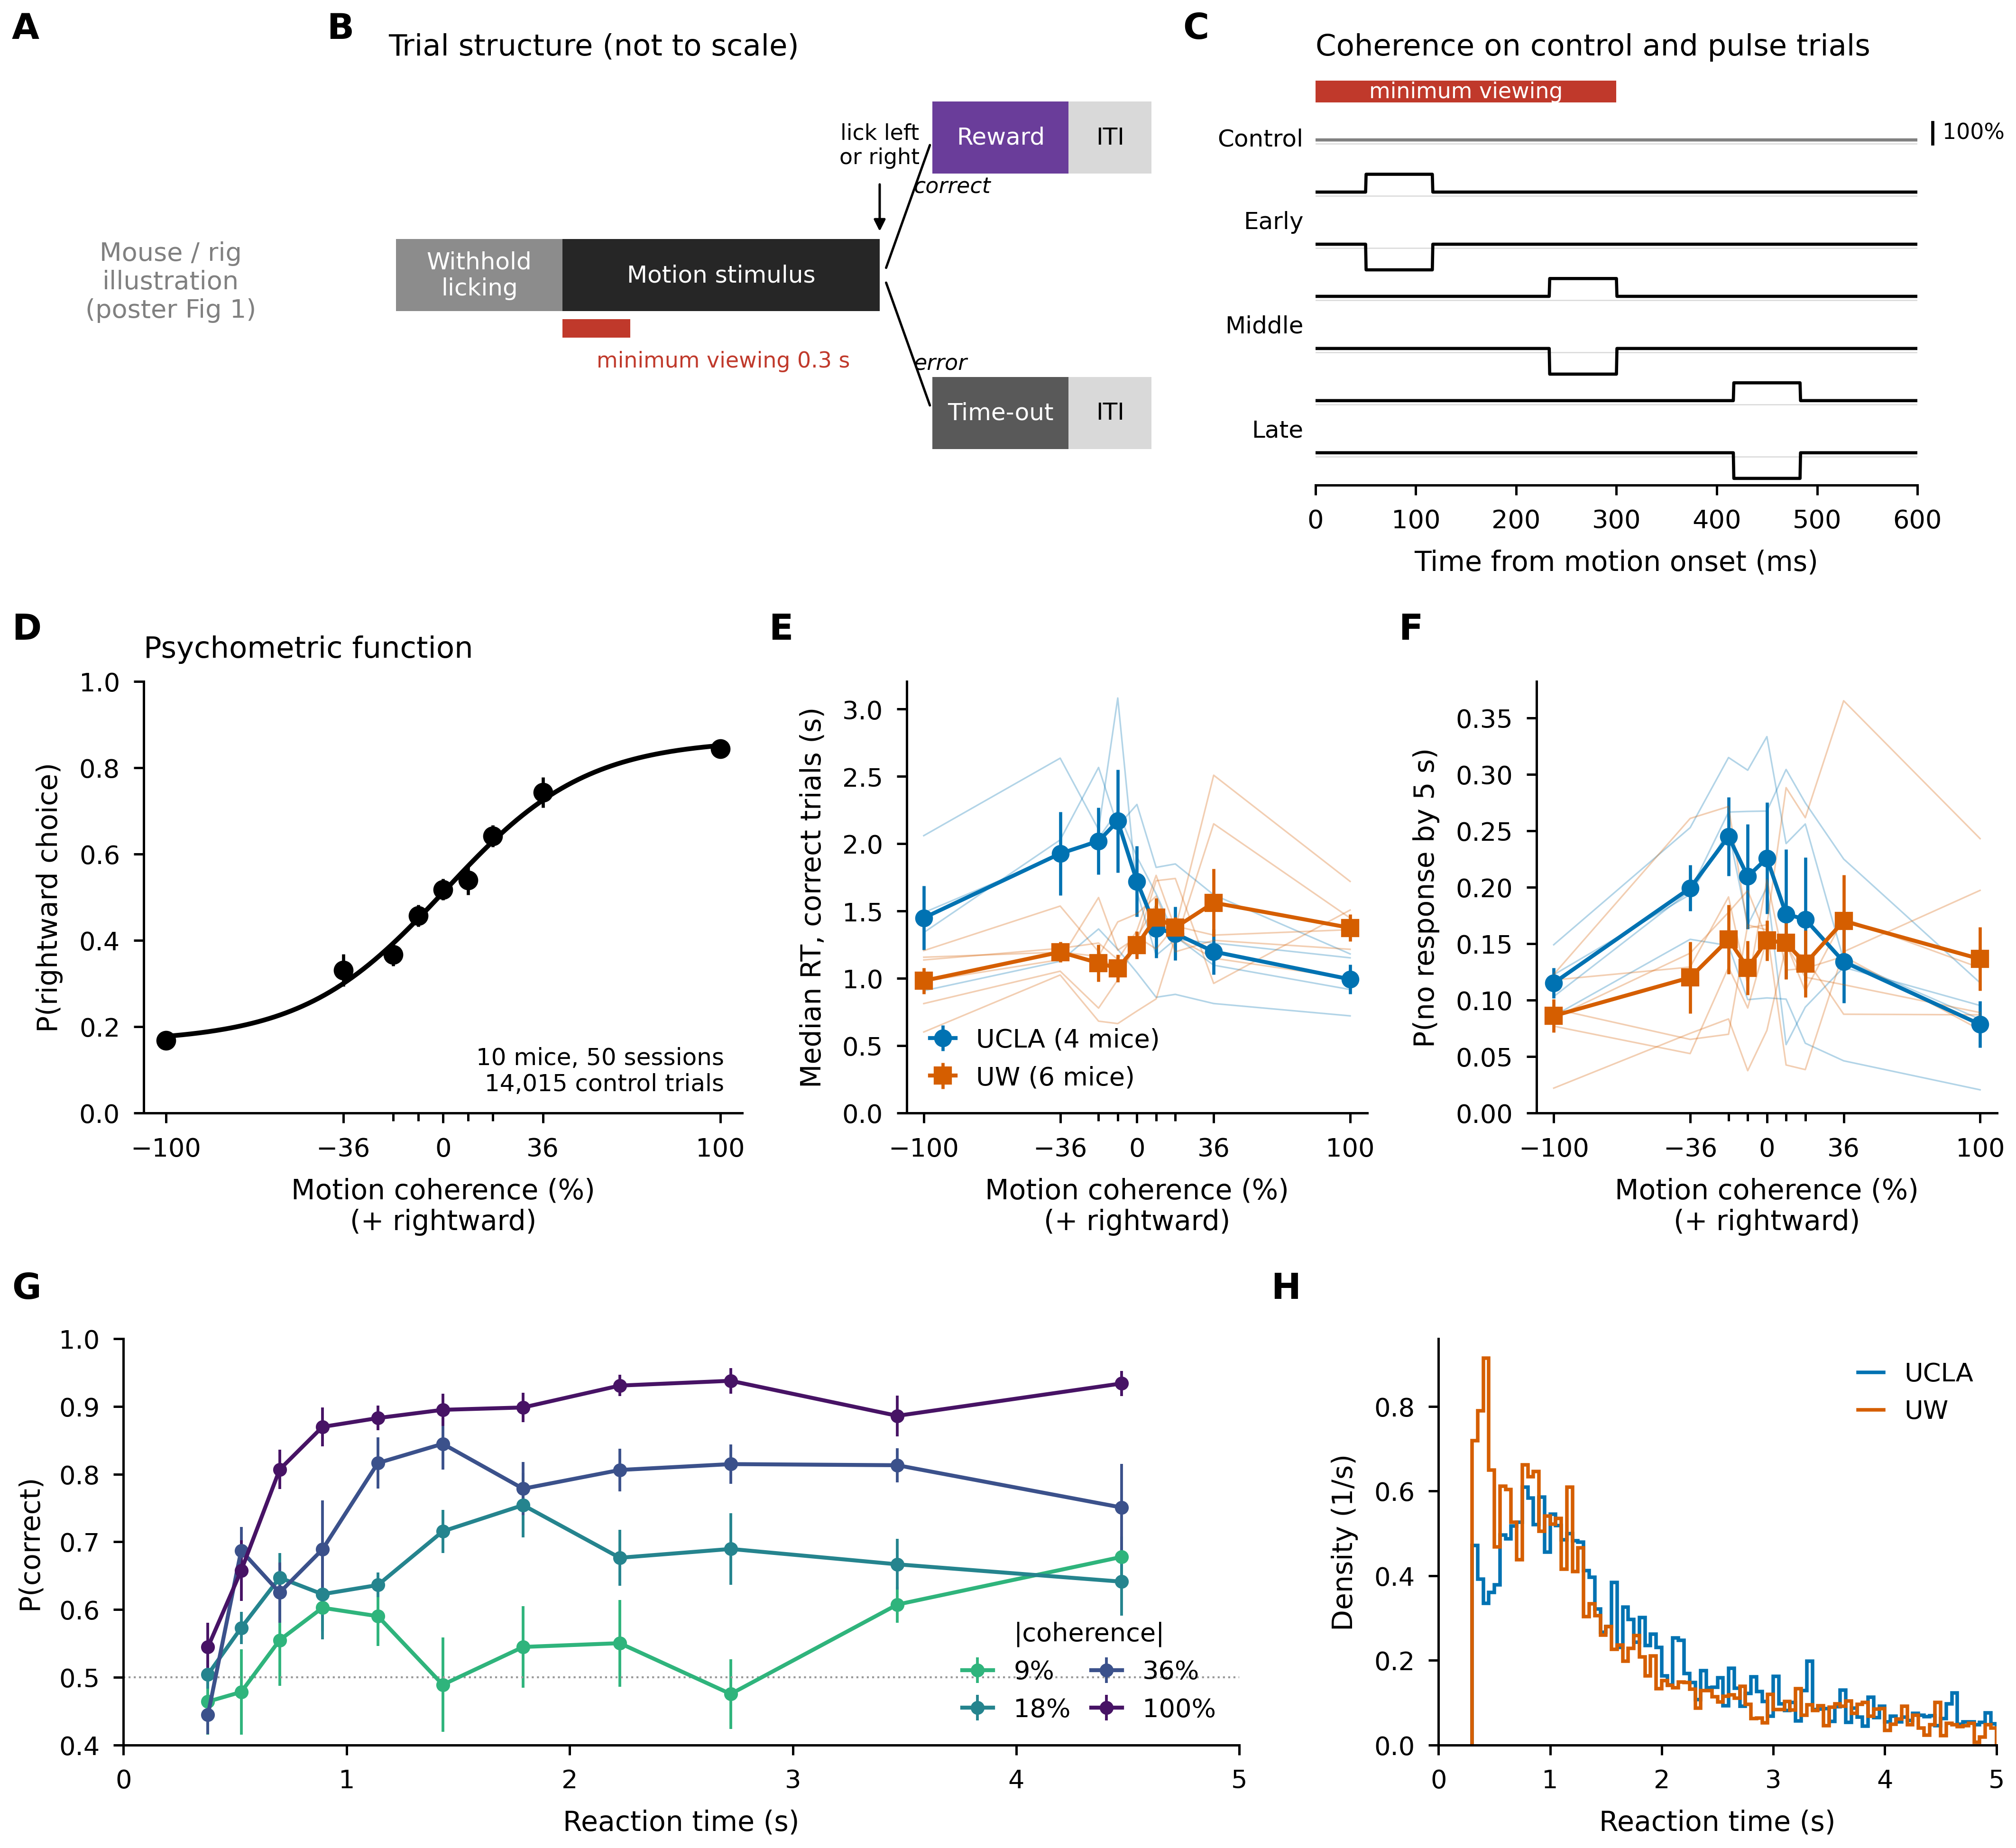 A
Mouse / rig
illustration
(poster Fig 1)
B
Trial structure (not to scale)
Withhold
licking
Motion stimulus
minimum viewing 0.3 s
lick left
or right
correct
Reward
ITI
error
Time-out
ITI
C
Coherence on control and pulse trials
minimum viewing
Control
100%
Early
Middle
Late
0 100 200 300 400 500 600
Time from motion onset (ms)
D
Psychometric function
P(rightward choice)
1.0
0.8
0.6
0.4
0.2
0.0
10 mice, 50 sessions
14,015 control trials
−100 −36 0 36 100
Motion coherence (%)
(+ rightward)
E
Median RT, correct trials (s)
3.0
2.5
2.0
1.5
1.0
0.5
0.0
UCLA (4 mice)
UW (6 mice)
−100 −36 0 36 100
Motion coherence (%)
(+ rightward)
F
P(no response by 5 s)
0.35
0.30
0.25
0.20
0.15
0.10
0.05
0.00
−100 −36 0 36 100
Motion coherence (%)
(+ rightward)
G
P(correct)
1.0
0.9
0.8
0.7
0.6
0.5
0.4
|coherence|
9% 36%
18% 100%
0 1 2 3 4 5
Reaction time (s)
H
Density (1/s)
0.8
0.6
0.4
0.2
0.0
UCLA
UW
0 1 2 3 4 5
Reaction time (s)